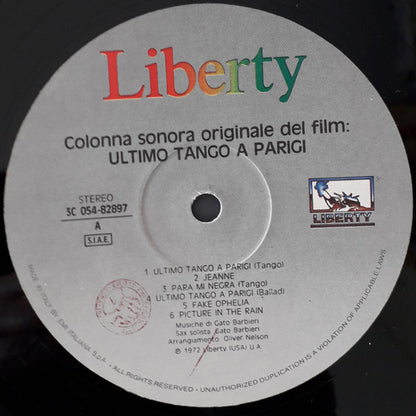 Liberty
Colonna sonora originale del film:
ULTIMO TANGO A PARIGI
STEREO
3C 054-82897
A
S.I.A.E.
LIBERTY
1 ULTIMO TANGO A PARIGI (Tango)
2 JEANNE
3 PARA MI NEGRA (Tango)
4 ULTIMO TANGO A PARIGI (Ballad)
5 FAKE OPHELIA
6 PICTURE IN THE RAIN
Musiche di Gato Barbieri
Sax solista: Gato Barbieri
Arrangiamento: Oliver Nelson
℗ 1972 Liberty (USA) U A
MADE IN ITALY BY EMI ITALIANA S.p.A. - ALL RIGHTS RESERVED - UNAUTHORIZED DUPLICATION IS A VIOLATION OF APPLICABLE LAWS